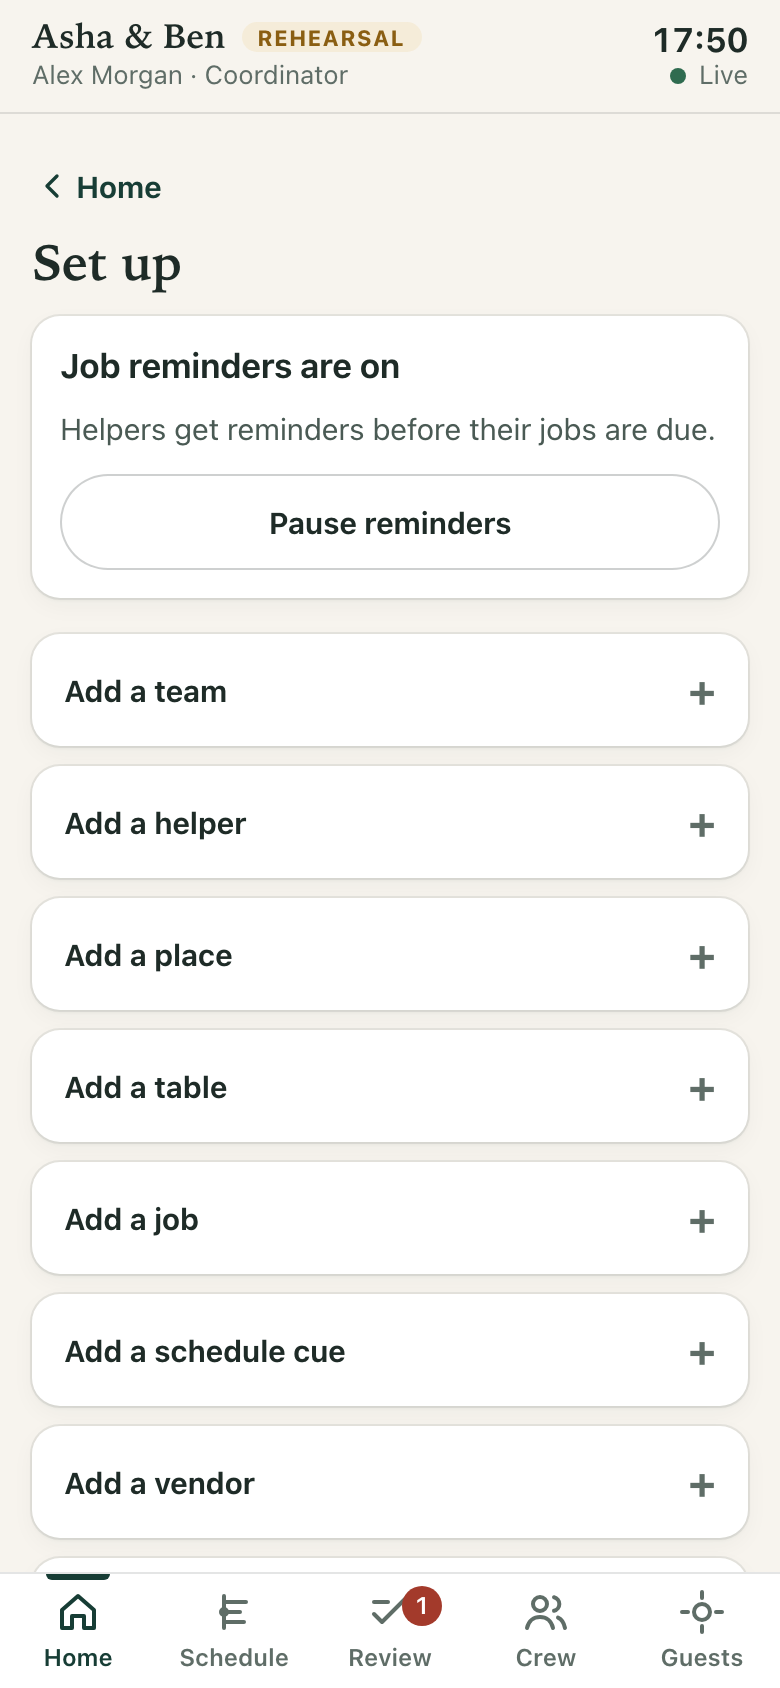 Asha & Ben REHEARSAL 17:50
Alex Morgan · Coordinator Live
Home
Set up
Job reminders are on
Helpers get reminders before their jobs are due.
Pause reminders
Add a team +
Add a helper +
Add a place +
Add a table +
Add a job +
Add a schedule cue +
Add a vendor +
1
Home Schedule Review Crew Guests